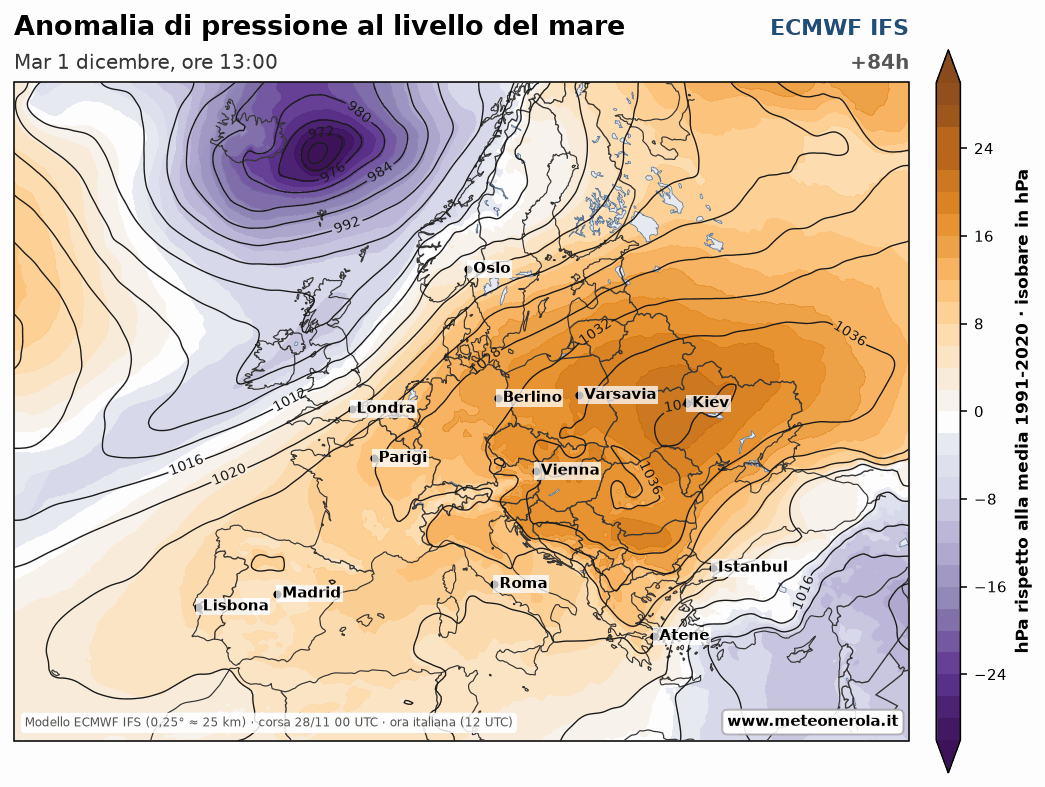 Anomalia di pressione al livello del mare
ECMWF IFS
Mar 1 dicembre, ore 13:00
+84h
980
972
976
984
992
Oslo
1032
1036
1028
1012
Berlino
Varsavia
Kiev
Londra
1016
1020
Parigi
Vienna
1036
Istanbul
Roma
Madrid
1016
Lisbona
Atene
Modello ECMWF IFS (0,25° ≈ 25 km) · corsa 28/11 00 UTC · ora italiana (12 UTC)
www.meteonerola.it
24
16
8
0
−8
−16
−24
hPa rispetto alla media 1991-2020 · isobare in hPa